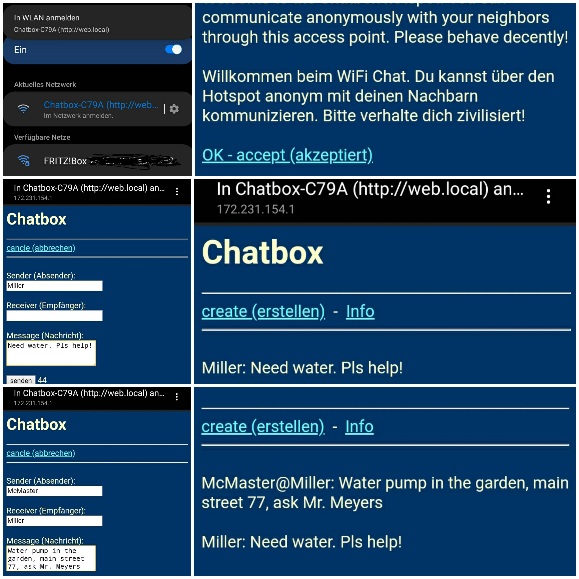 In WLAN anmelden
Chatbox-C79A (http://web.local)
Ein
Aktuelles Netzwerk
Chatbox-C79A (http://web...
Im Netzwerk anmelden.
Verfügbare Netze
FRITZ!Box
communicate anonymously with your neighbors
through this access point. Please behave decently!
Willkommen beim WiFi Chat. Du kannst über den
Hotspot anonym mit deinen Nachbarn
kommunizieren. Bitte verhalte dich zivilisiert!
OK - accept (akzeptiert)
In Chatbox-C79A (http://web.local) an...
172.231.154.1
Chatbox
cancle (abbrechen)
Sender (Absender):
Miller
Receiver (Empfänger):
Message (Nachricht):
Need water. Pls help!
senden 44
In Chatbox-C79A (http://web.local) an...
172.231.154.1
Chatbox
create (erstellen) - Info
Miller: Need water. Pls help!
In Chatbox-C79A (http://web.local) an...
172.231.154.1
Chatbox
cancle (abbrechen)
Sender (Absender):
McMaster
Receiver (Empfänger):
Miller
Message (Nachricht):
Water pump in the
garden, main street
77, ask Mr. Meyers
create (erstellen) - Info
McMaster@Miller: Water pump in the garden, main
street 77, ask Mr. Meyers
Miller: Need water. Pls help!